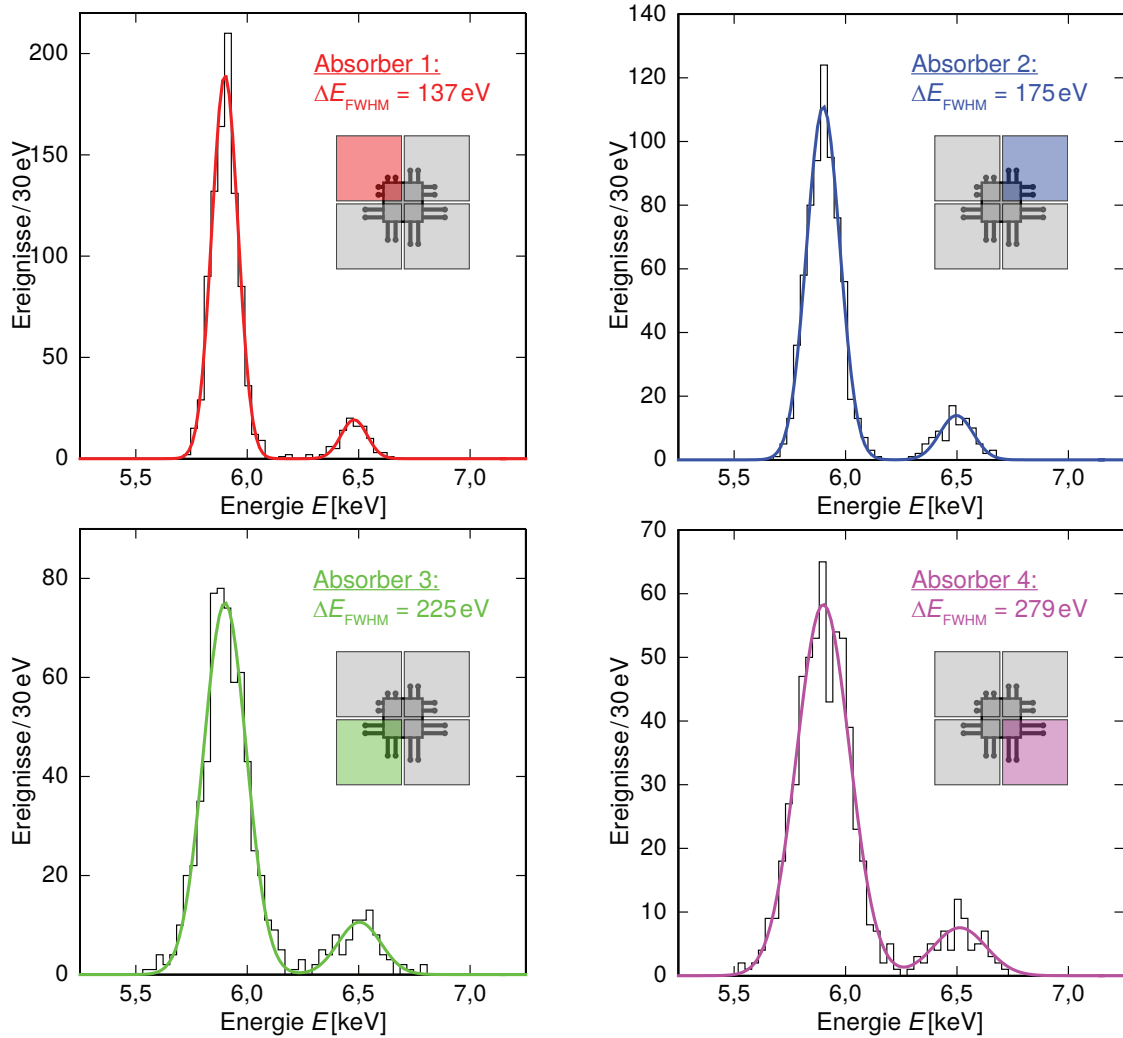 Absorber 1:
ΔE_FWHM = 137 eV
Ereignisse/30 eV
200
150
100
50
0
5,5
6,0
6,5
7,0
Energie E [keV]
Absorber 2:
ΔE_FWHM = 175 eV
Ereignisse/30 eV
140
120
100
80
60
40
20
0
5,5
6,0
6,5
7,0
Energie E [keV]
Absorber 3:
ΔE_FWHM = 225 eV
Ereignisse/30 eV
80
60
40
20
0
5,5
6,0
6,5
7,0
Energie E [keV]
Absorber 4:
ΔE_FWHM = 279 eV
Ereignisse/30 eV
70
60
50
40
30
20
10
0
5,5
6,0
6,5
7,0
Energie E [keV]